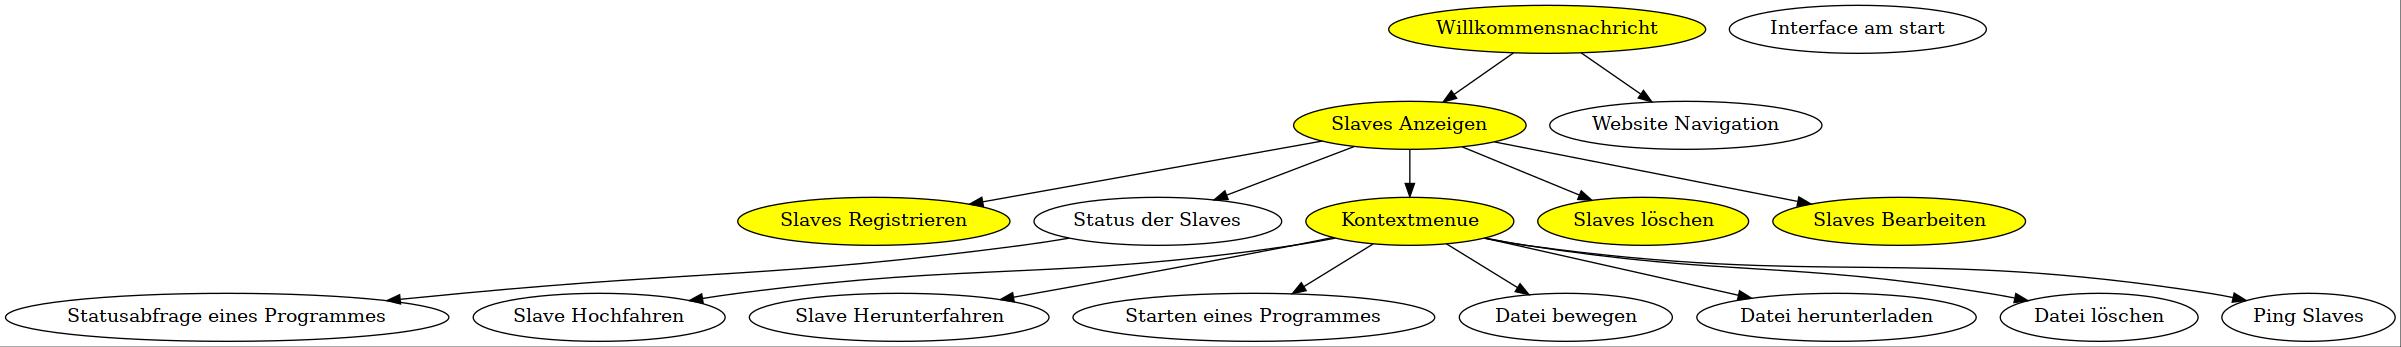 Willkommensnachricht
Interface am start
Slaves Anzeigen
Website Navigation
Slaves Registrieren
Status der Slaves
Kontextmenue
Slaves löschen
Slaves Bearbeiten
Statusabfrage eines Programmes
Slave Hochfahren
Slave Herunterfahren
Starten eines Programmes
Datei bewegen
Datei herunterladen
Datei löschen
Ping Slaves